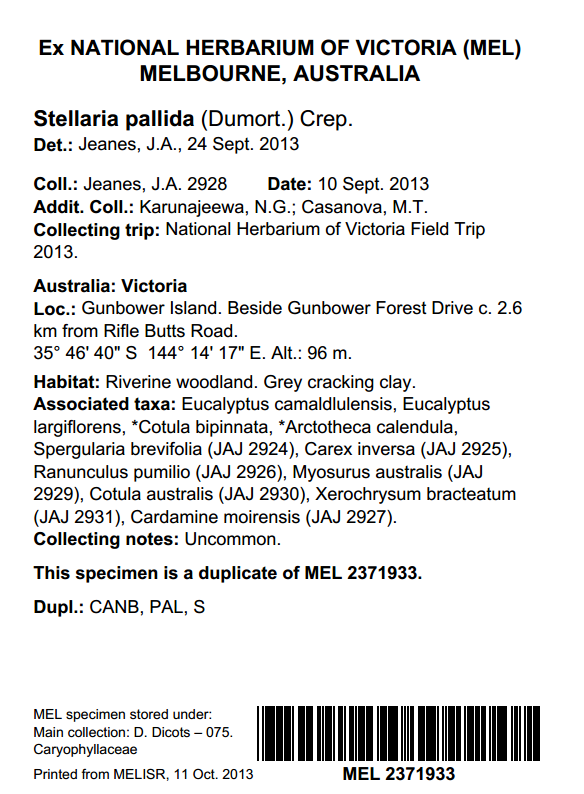 Ex NATIONAL HERBARIUM OF VICTORIA (MEL)
MELBOURNE, AUSTRALIA
Stellaria pallida (Dumort.) Crep.
Det.: Jeanes, J.A., 24 Sept. 2013
Coll.: Jeanes, J.A. 2928 Date: 10 Sept. 2013
Addit. Coll.: Karunajeewa, N.G.; Casanova, M.T.
Collecting trip: National Herbarium of Victoria Field Trip
2013.
Australia: Victoria
Loc.: Gunbower Island. Beside Gunbower Forest Drive c. 2.6
km from Rifle Butts Road.
35° 46' 40" S 144° 14' 17" E. Alt.: 96 m.
Habitat: Riverine woodland. Grey cracking clay.
Associated taxa: Eucalyptus camaldlulensis, Eucalyptus
largiflorens, *Cotula bipinnata, *Arctotheca calendula,
Spergularia brevifolia (JAJ 2924), Carex inversa (JAJ 2925),
Ranunculus pumilio (JAJ 2926), Myosurus australis (JAJ
2929), Cotula australis (JAJ 2930), Xerochrysum bracteatum
(JAJ 2931), Cardamine moirensis (JAJ 2927).
Collecting notes: Uncommon.
This specimen is a duplicate of MEL 2371933.
Dupl.: CANB, PAL, S
MEL specimen stored under:
Main collection: D. Dicots – 075.
Caryophyllaceae
Printed from MELISR, 11 Oct. 2013
MEL 2371933